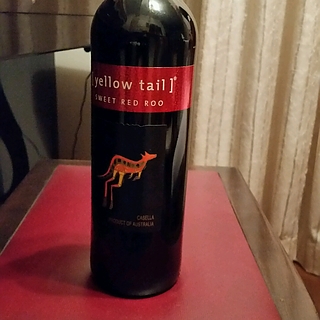 [ yellow tail ]®
SWEET RED ROO
CASELLA
PRODUCT OF AUSTRALIA